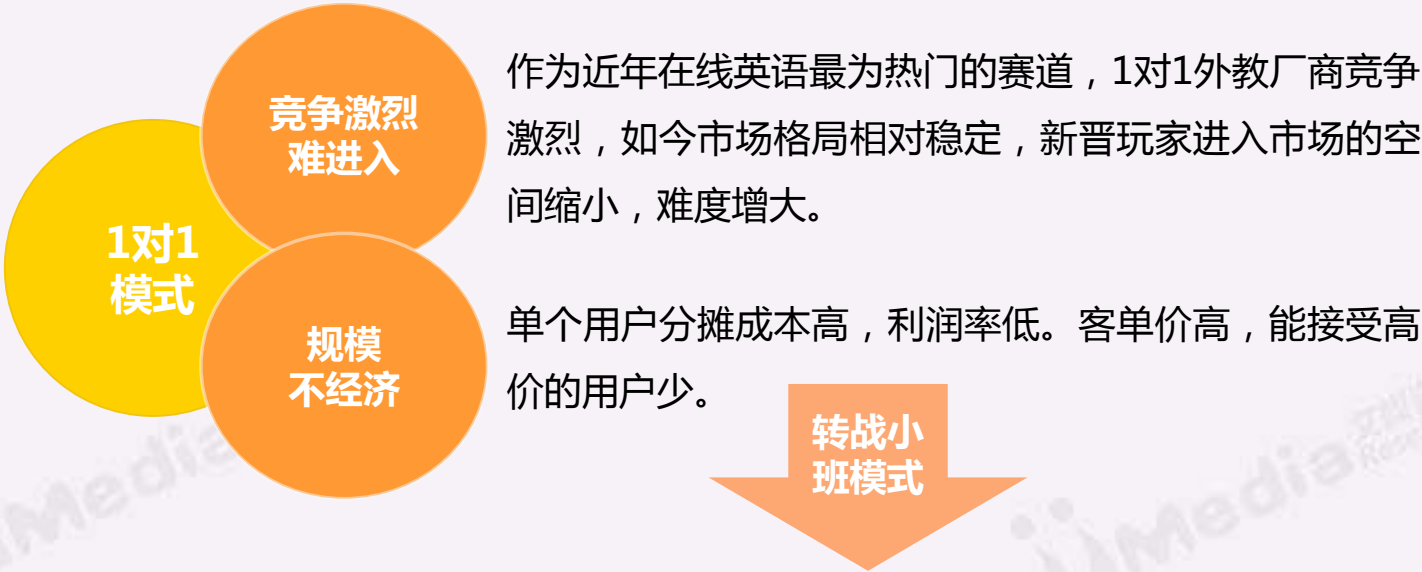 1对1
模式
竞争激烈
难进入
作为近年在线英语最为热门的赛道，1对1外教厂商竞争
激烈，如今市场格局相对稳定，新晋玩家进入市场的空
间缩小，难度增大。
规模
不经济
单个用户分摊成本高，利润率低。客单价高，能接受高
价的用户少。
转战小
班模式
iiMedia
iiMedia